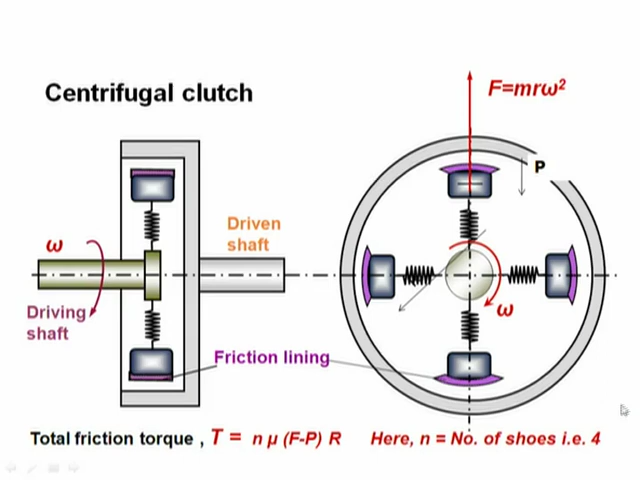 Centrifugal clutch
F=mrω²
P
Driven
shaft
ω
Driving
shaft
ω
Friction lining
Total friction torque , T = n μ (F-P) R Here, n = No. of shoes i.e. 4